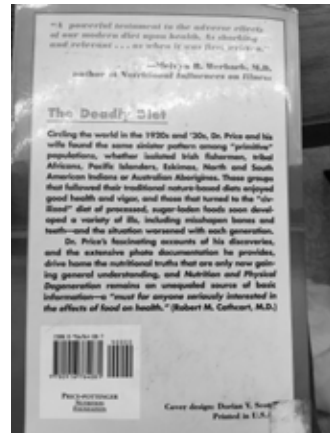 "A powerful testament to the adverse effects
of our modern diet upon health. As shocking
and relevant . . . as when it was first written."
—Melvyn R. Werbach, M.D.
author of Nutritional Influences on Illness
The Deadly Diet
Circling the world in the 1920s and '30s, Dr. Price and his
wife found the same sinister pattern among "primitive"
populations, whether isolated Irish fisherman, tribal
Africans, Pacific Islanders, Eskimos, North and South
American Indians or Australian Aborigines. Those groups
that followed their traditional nature-based diets enjoyed
good health and vigor, and those that turned to the "civ-
ilized" diet of processed, sugar-laden foods soon devel-
oped a variety of ills, including misshapen bones and
teeth—and the situation worsened with each generation.
Dr. Price's fascinating accounts of his discoveries,
and the extensive photo documentation he provides,
drive home the nutritional truths that are only now gain-
ing general understanding, and Nutrition and Physical
Degeneration remains an unequaled source of basic
information—a "must for anyone seriously interested in
the effects of food on health." (Robert M. Cathcart, M.D.)
ISBN
PRICE-POTTENGER
NUTRITION
FOUNDATION
Cover design: Dorian V.
Printed in U.S.